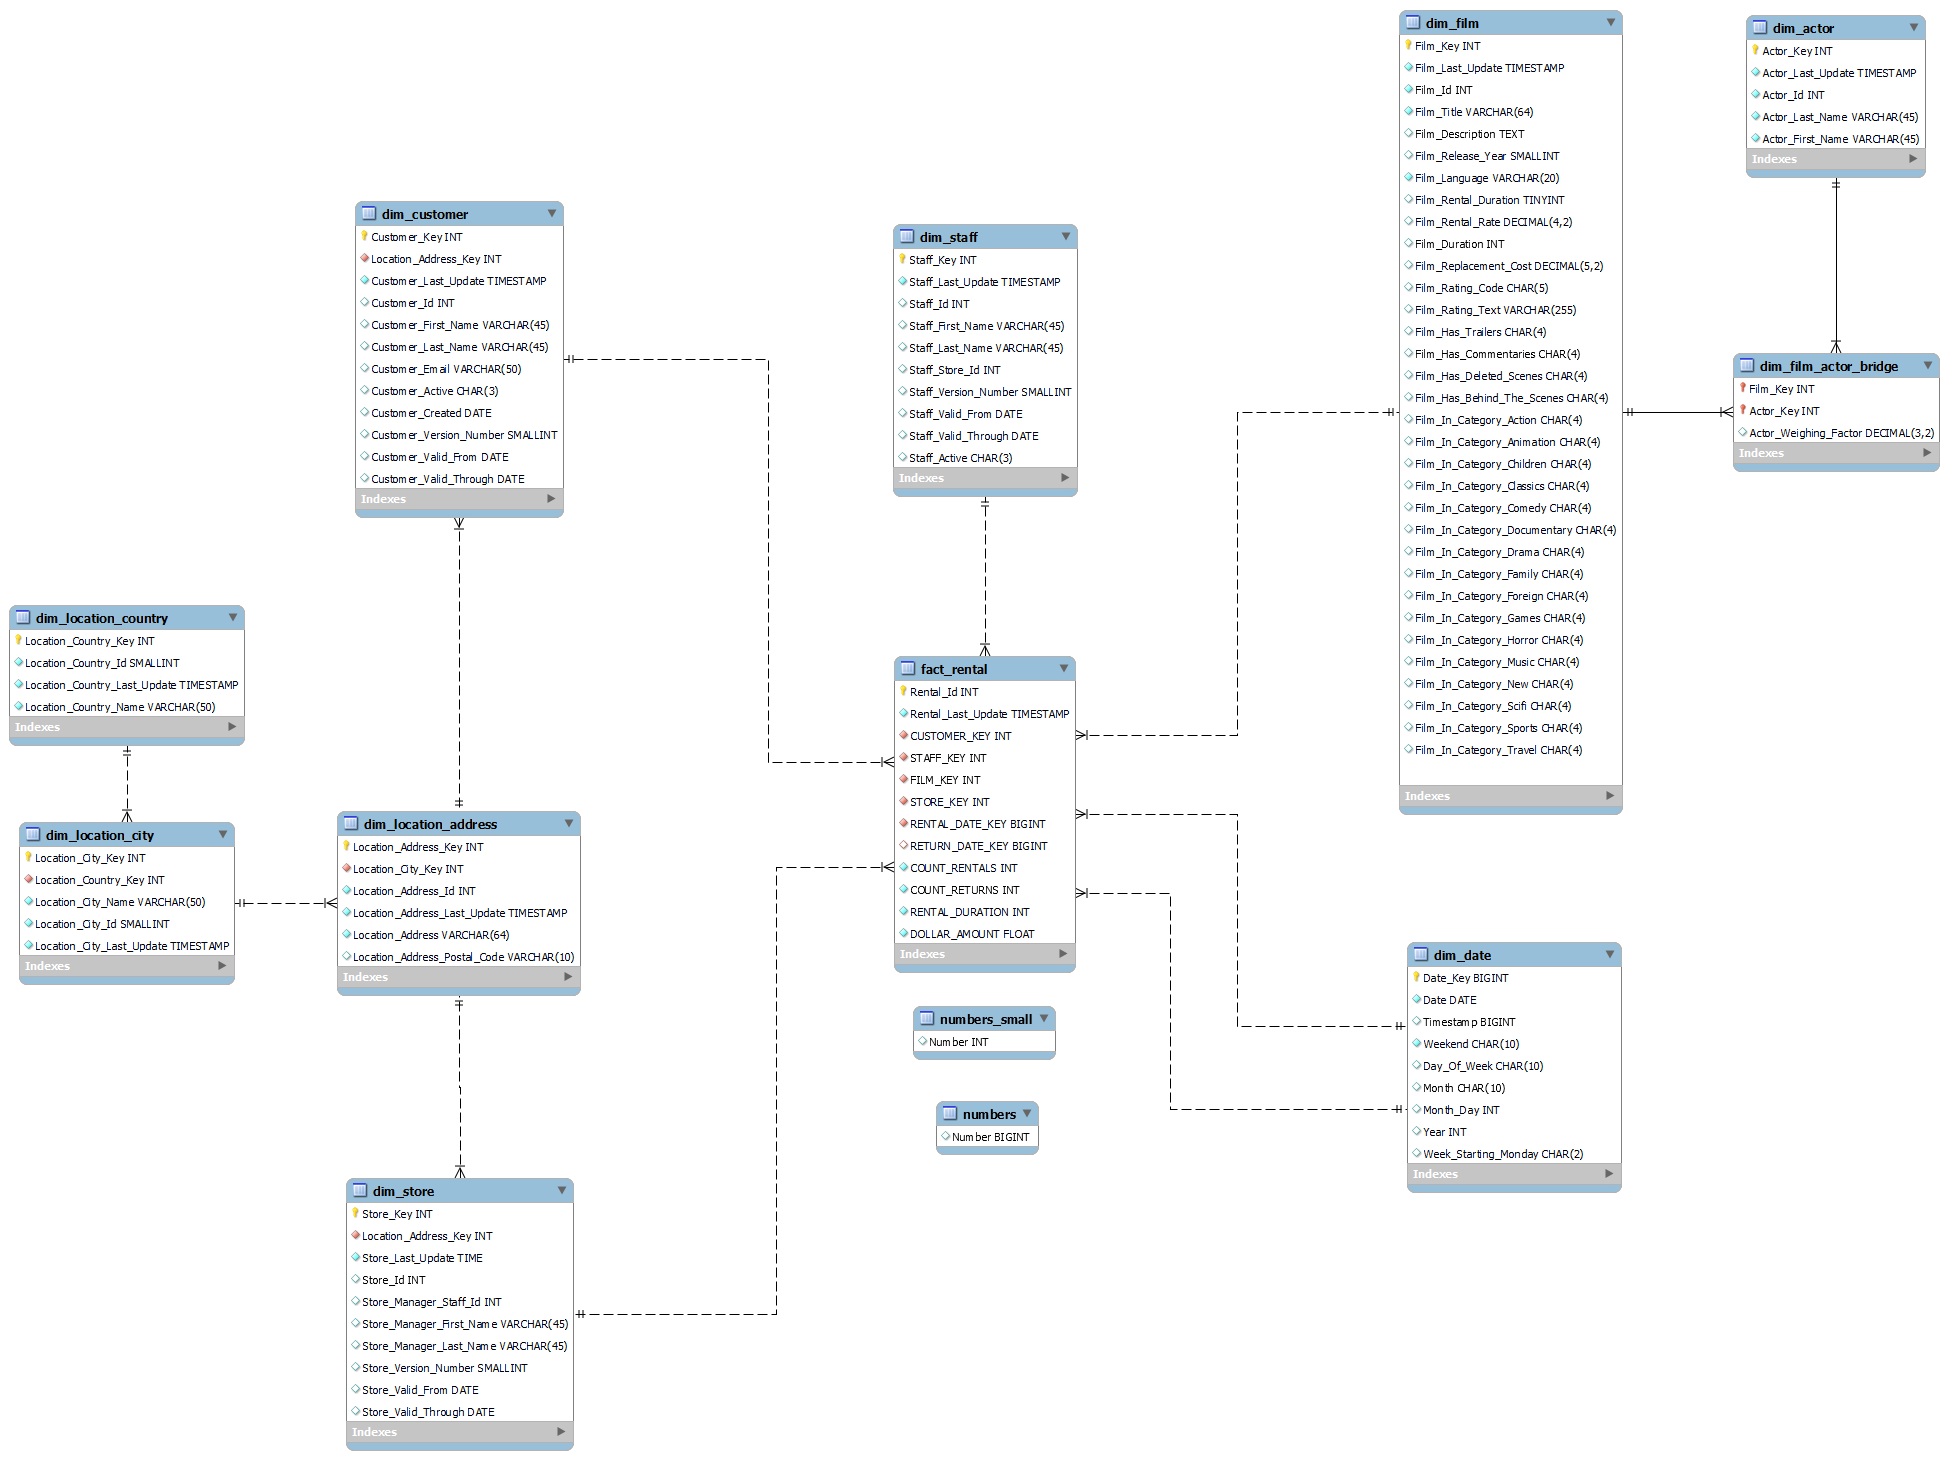 dim_film
Film_Key INT
Film_Last_Update TIMESTAMP
Film_Id INT
Film_Title VARCHAR(64)
Film_Description TEXT
Film_Release_Year SMALLINT
Film_Language VARCHAR(20)
Film_Rental_Duration TINYINT
Film_Rental_Rate DECIMAL(4,2)
Film_Duration INT
Film_Replacement_Cost DECIMAL(5,2)
Film_Rating_Code CHAR(5)
Film_Rating_Text VARCHAR(255)
Film_Has_Trailers CHAR(4)
Film_Has_Commentaries CHAR(4)
Film_Has_Deleted_Scenes CHAR(4)
Film_Has_Behind_The_Scenes CHAR(4)
Film_In_Category_Action CHAR(4)
Film_In_Category_Animation CHAR(4)
Film_In_Category_Children CHAR(4)
Film_In_Category_Classics CHAR(4)
Film_In_Category_Comedy CHAR(4)
Film_In_Category_Documentary CHAR(4)
Film_In_Category_Drama CHAR(4)
Film_In_Category_Family CHAR(4)
Film_In_Category_Foreign CHAR(4)
Film_In_Category_Games CHAR(4)
Film_In_Category_Horror CHAR(4)
Film_In_Category_Music CHAR(4)
Film_In_Category_New CHAR(4)
Film_In_Category_Scifi CHAR(4)
Film_In_Category_Sports CHAR(4)
Film_In_Category_Travel CHAR(4)
Indexes
dim_actor
Actor_Key INT
Actor_Last_Update TIMESTAMP
Actor_Id INT
Actor_Last_Name VARCHAR(45)
Actor_First_Name VARCHAR(45)
Indexes
dim_customer
Customer_Key INT
Location_Address_Key INT
Customer_Last_Update TIMESTAMP
Customer_Id INT
Customer_First_Name VARCHAR(45)
Customer_Last_Name VARCHAR(45)
Customer_Email VARCHAR(50)
Customer_Active CHAR(3)
Customer_Created DATE
Customer_Version_Number SMALLINT
Customer_Valid_From DATE
Customer_Valid_Through DATE
Indexes
dim_staff
Staff_Key INT
Staff_Last_Update TIMESTAMP
Staff_Id INT
Staff_First_Name VARCHAR(45)
Staff_Last_Name VARCHAR(45)
Staff_Store_Id INT
Staff_Version_Number SMALLINT
Staff_Valid_From DATE
Staff_Valid_Through DATE
Staff_Active CHAR(3)
Indexes
dim_film_actor_bridge
Film_Key INT
Actor_Key INT
Actor_Weighing_Factor DECIMAL(3,2)
Indexes
dim_location_country
Location_Country_Key INT
Location_Country_Id SMALLINT
Location_Country_Last_Update TIMESTAMP
Location_Country_Name VARCHAR(50)
Indexes
fact_rental
Rental_Id INT
Rental_Last_Update TIMESTAMP
CUSTOMER_KEY INT
STAFF_KEY INT
FILM_KEY INT
STORE_KEY INT
RENTAL_DATE_KEY BIGINT
RETURN_DATE_KEY BIGINT
COUNT_RENTALS INT
COUNT_RETURNS INT
RENTAL_DURATION INT
DOLLAR_AMOUNT FLOAT
Indexes
dim_location_city
Location_City_Key INT
Location_Country_Key INT
Location_City_Name VARCHAR(50)
Location_City_Id SMALLINT
Location_City_Last_Update TIMESTAMP
Indexes
dim_location_address
Location_Address_Key INT
Location_City_Key INT
Location_Address_Id INT
Location_Address_Last_Update TIMESTAMP
Location_Address VARCHAR(64)
Location_Address_Postal_Code VARCHAR(10)
Indexes
dim_date
Date_Key BIGINT
Date DATE
Timestamp BIGINT
Weekend CHAR(10)
Day_Of_Week CHAR(10)
Month CHAR(10)
Month_Day INT
Year INT
Week_Starting_Monday CHAR(2)
Indexes
numbers_small
Number INT
numbers
Number BIGINT
dim_store
Store_Key INT
Location_Address_Key INT
Store_Last_Update TIME
Store_Id INT
Store_Manager_Staff_Id INT
Store_Manager_First_Name VARCHAR(45)
Store_Manager_Last_Name VARCHAR(45)
Store_Version_Number SMALLINT
Store_Valid_From DATE
Store_Valid_Through DATE
Indexes